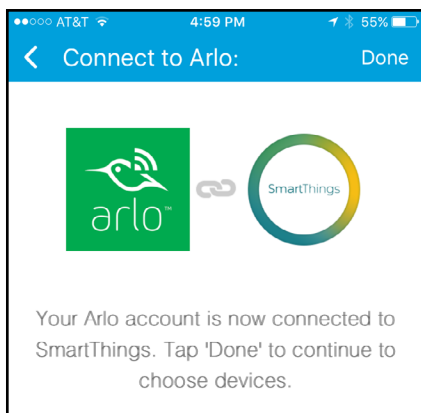 AT&T 4:59 PM 55%
Connect to Arlo: Done
arlo™ SmartThings
Your Arlo account is now connected to
SmartThings. Tap 'Done' to continue to
choose devices.